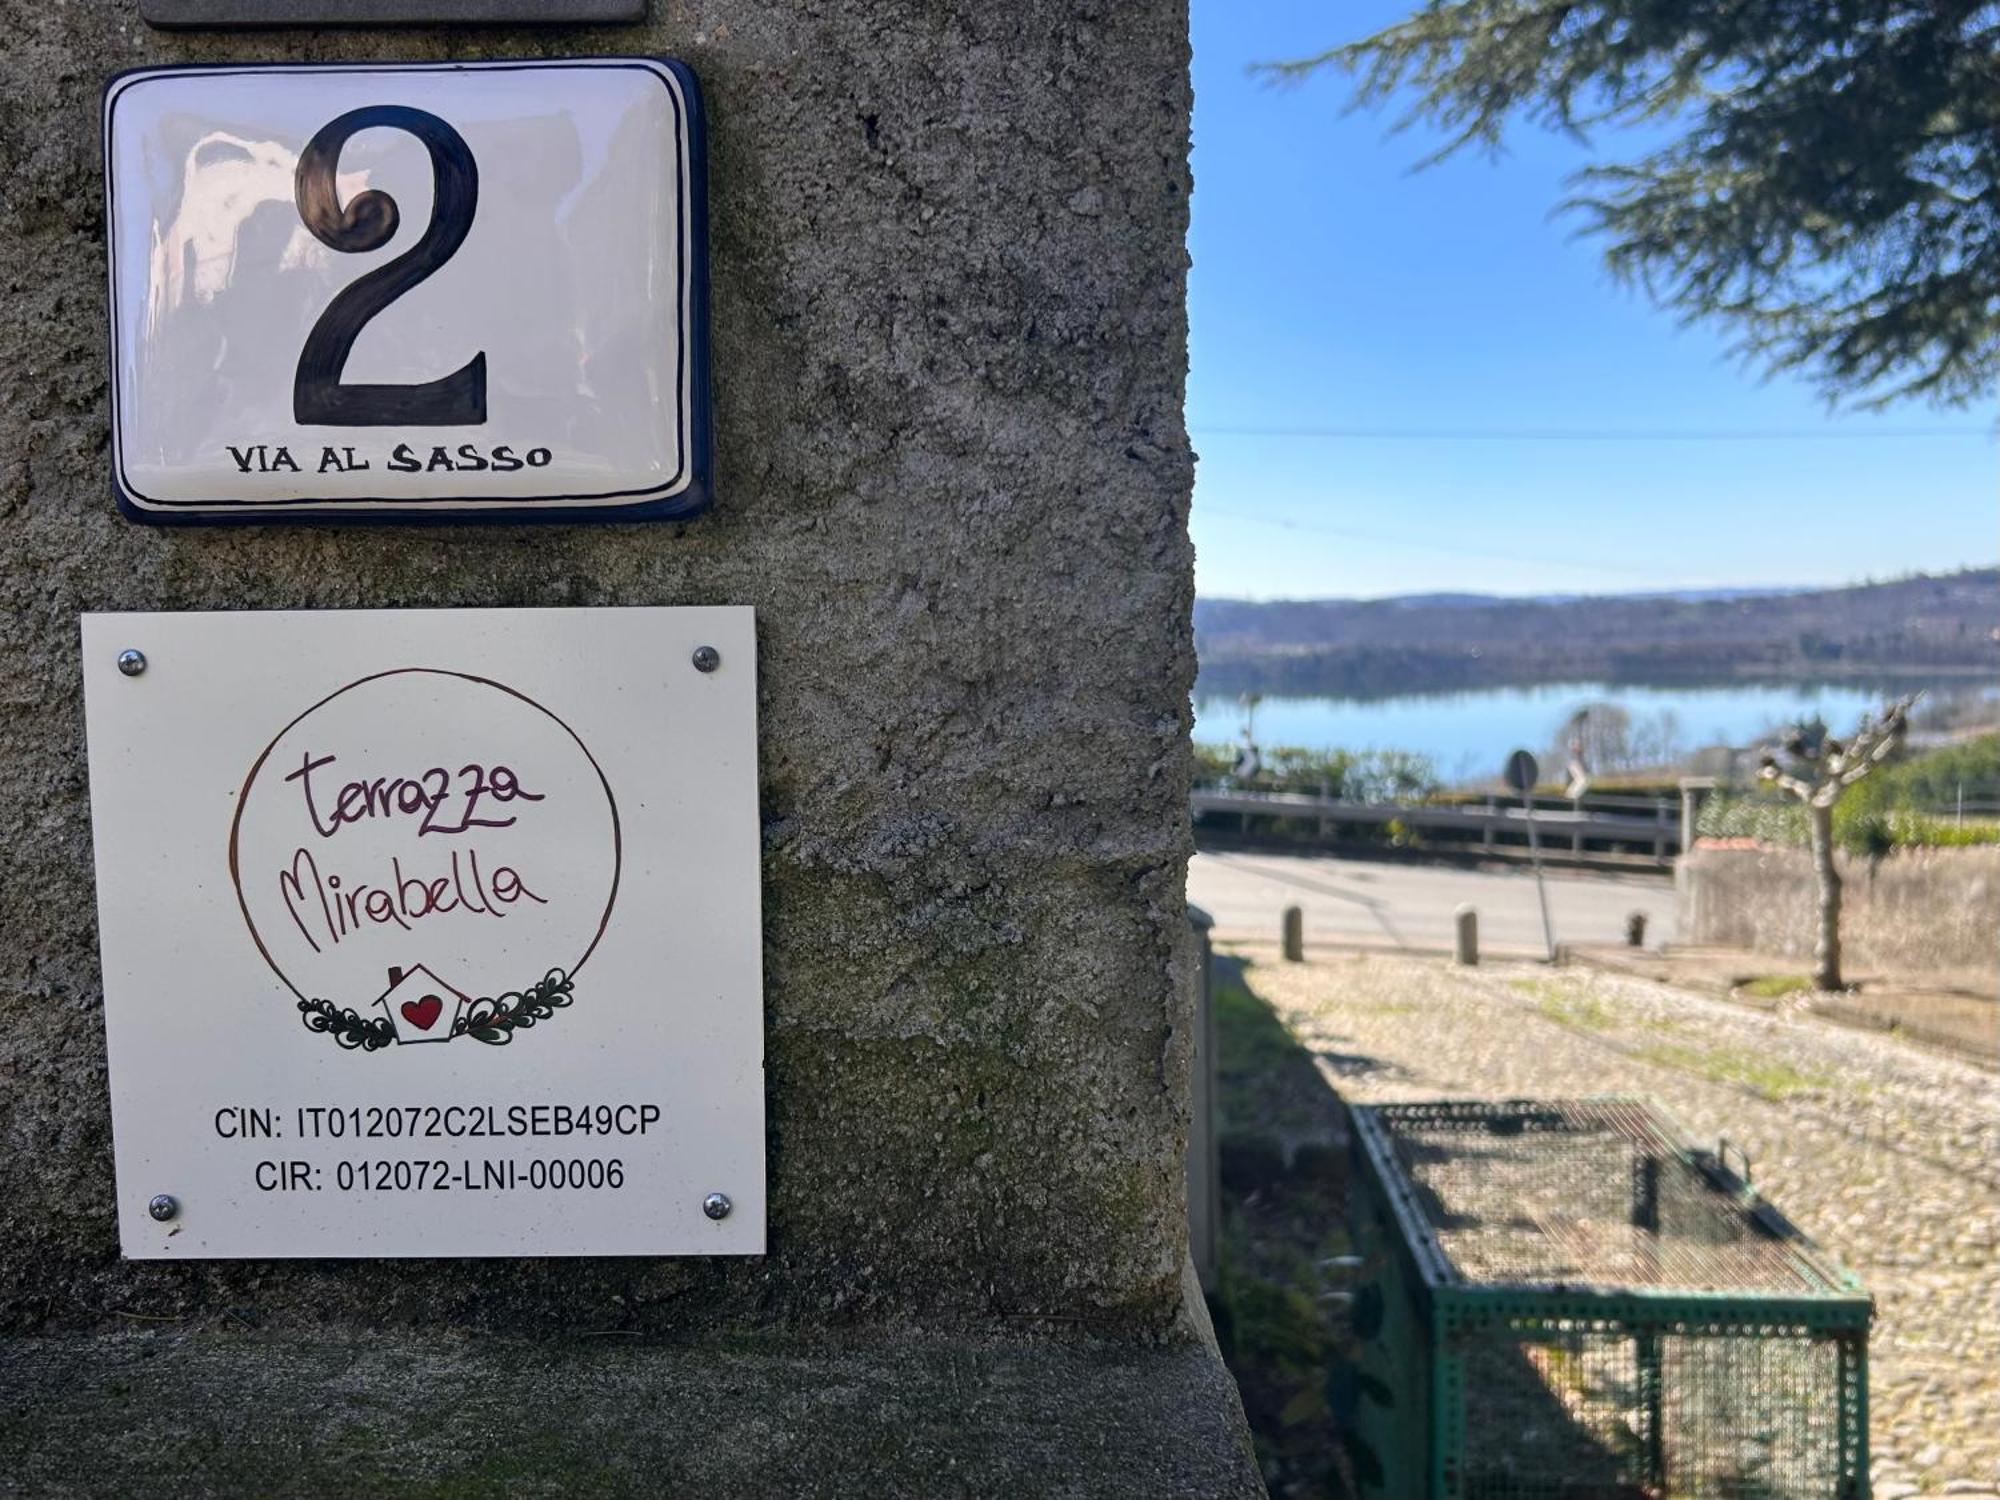 2
VIA AL SASSO
terrazza
Mirabella
CIN: IT012072C2LSEB49CP
CIR: 012072-LNI-00006